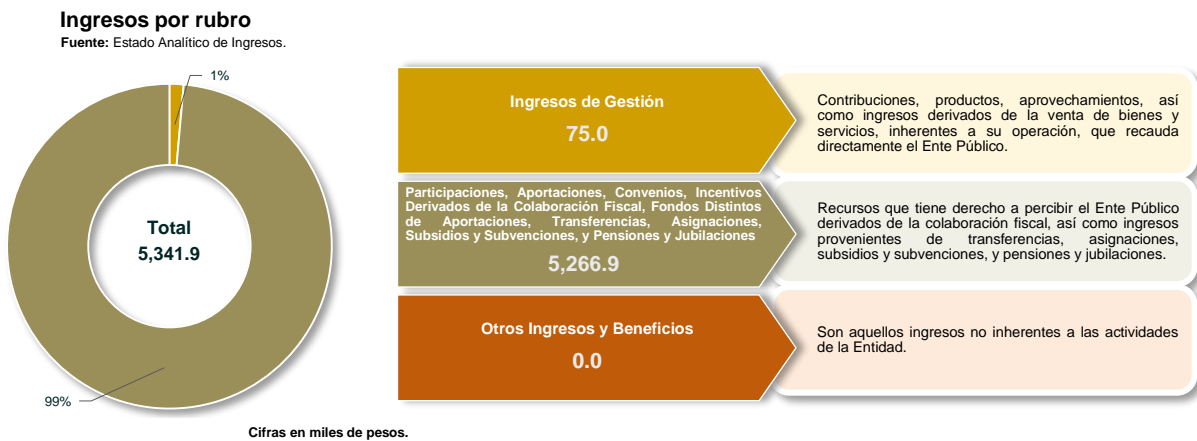 Ingresos por rubro
Fuente: Estado Analítico de Ingresos.
1%
Total
5,341.9
99%
Ingresos de Gestión
75.0
Contribuciones, productos, aprovechamientos, así
como ingresos derivados de la venta de bienes y
servicios, inherentes a su operación, que recauda
directamente el Ente Público.
Participaciones, Aportaciones, Convenios, Incentivos
Derivados de la Colaboración Fiscal, Fondos Distintos
de Aportaciones, Transferencias, Asignaciones,
Subsidios y Subvenciones, y Pensiones y Jubilaciones
5,266.9
Recursos que tiene derecho a percibir el Ente Público
derivados de la colaboración fiscal, así como ingresos
provenientes de transferencias, asignaciones,
subsidios y subvenciones, y pensiones y jubilaciones.
Otros Ingresos y Beneficios
0.0
Son aquellos ingresos no inherentes a las actividades
de la Entidad.
Cifras en miles de pesos.